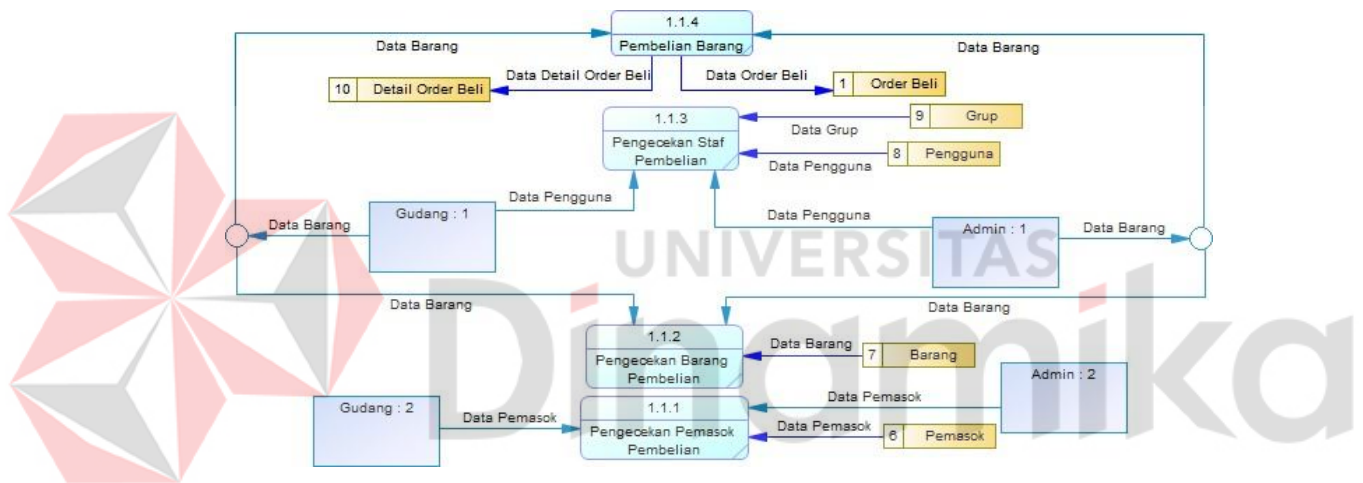 1.1.4
Pembelian Barang
Data Barang
Data Barang
Data Detail Order Beli
Data Order Beli
10 Detail Order Beli
1 Order Beli
1.1.3
Pengecekan Staf
Pembelian
9 Grup
Data Grup
8 Pengguna
Data Pengguna
Data Pengguna
Data Pengguna
Gudang : 1
Data Barang
Admin : 1
Data Barang
UNIVERSITAS
Dinamika
Data Barang
Data Barang
1.1.2
Pengecekan Barang
Pembelian
Data Barang
7 Barang
Admin : 2
Gudang : 2
Data Pemasok
1.1.1
Pengecekan Pemasok
Pembelian
Data Pemasok
Data Pemasok
6 Pemasok